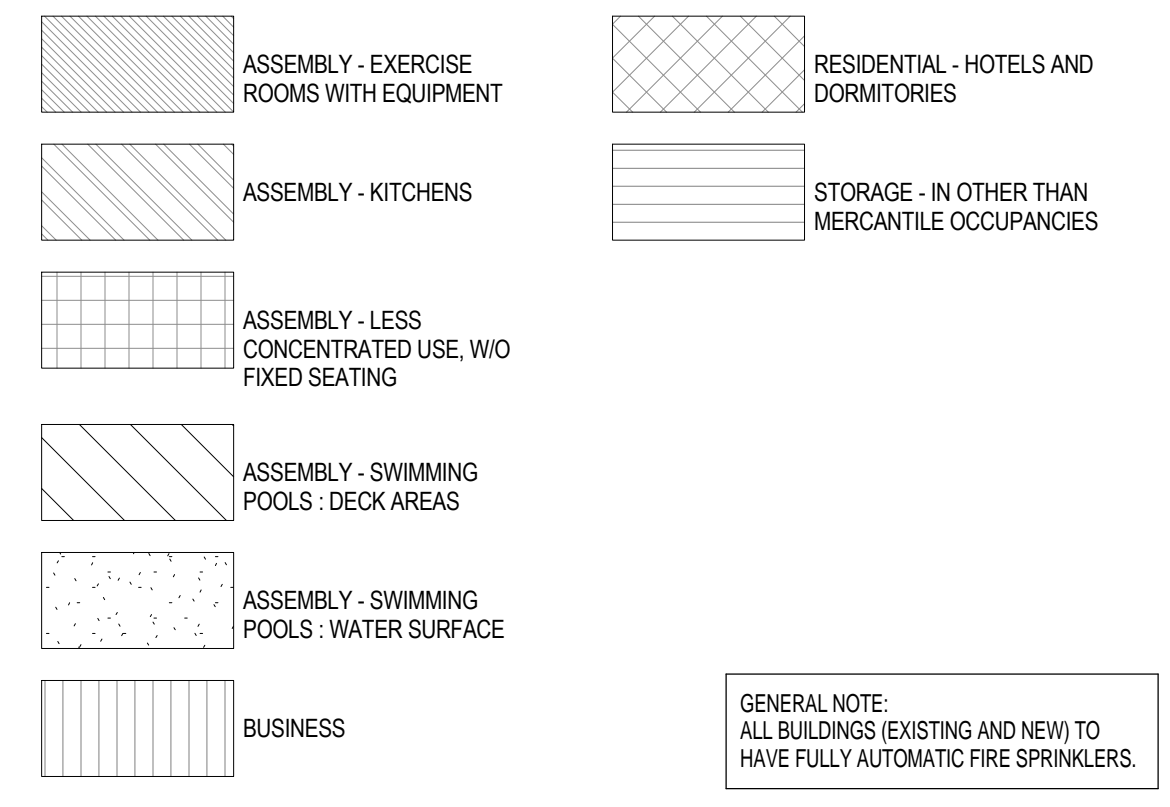 ASSEMBLY - EXERCISE
ROOMS WITH EQUIPMENT
ASSEMBLY - KITCHENS
ASSEMBLY - LESS
CONCENTRATED USE, W/O
FIXED SEATING
ASSEMBLY - SWIMMING
POOLS : DECK AREAS
ASSEMBLY - SWIMMING
POOLS : WATER SURFACE
BUSINESS
RESIDENTIAL - HOTELS AND
DORMITORIES
STORAGE - IN OTHER THAN
MERCANTILE OCCUPANCIES
GENERAL NOTE:
ALL BUILDINGS (EXISTING AND NEW) TO
HAVE FULLY AUTOMATIC FIRE SPRINKLERS.